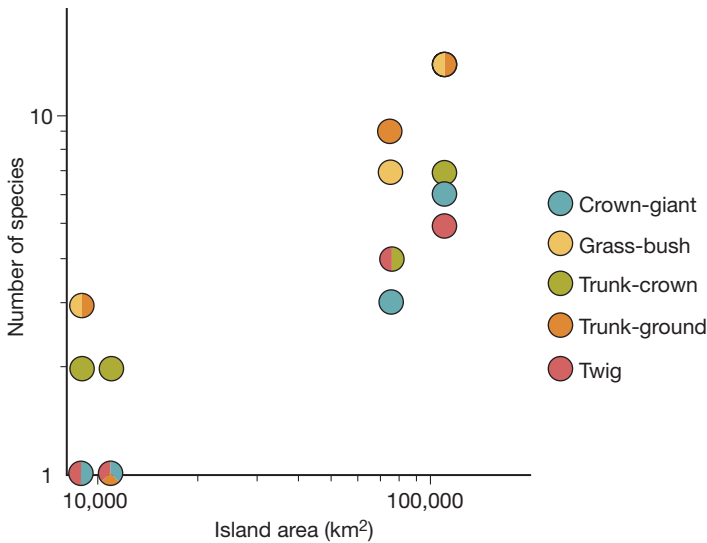 10
1
Number of species
10,000
100,000
Island area (km²)
Crown-giant
Grass-bush
Trunk-crown
Trunk-ground
Twig